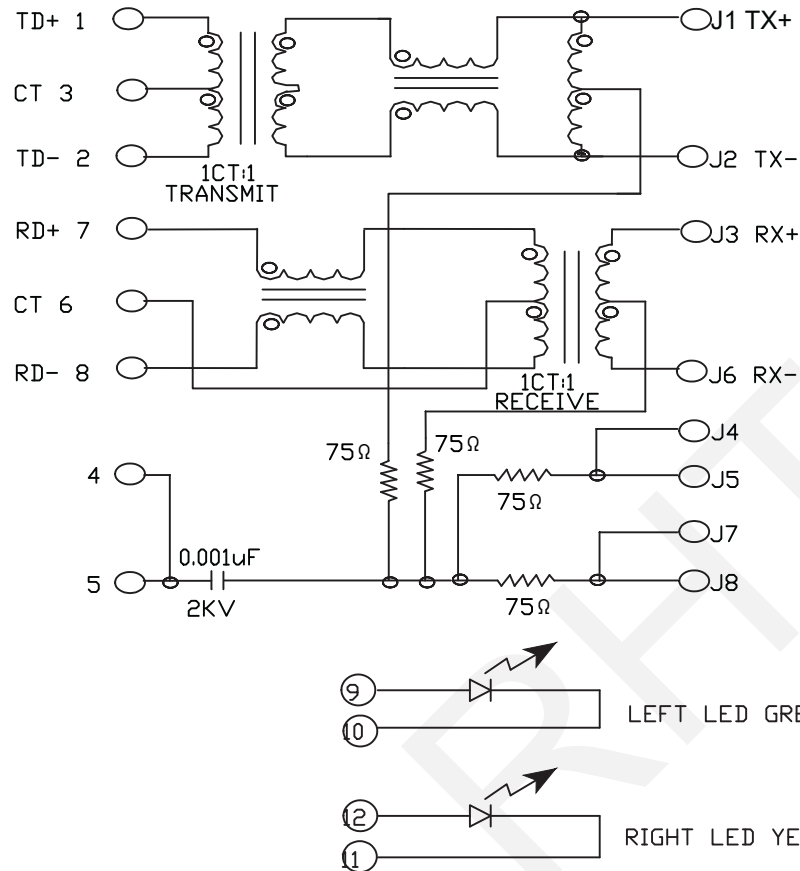 TD+ 1
J1 TX+
CT 3
TD- 2
J2 TX-
1CT:1
TRANSMIT
RD+ 7
J3 RX+
CT 6
RD- 8
J6 RX-
1CT:1
RECEIVE
75Ω
75Ω
J4
4
J5
75Ω
J7
0.001uF
5
J8
2KV
75Ω
9
10
LEFT LED GRE
12
11
RIGHT LED YE
RHT